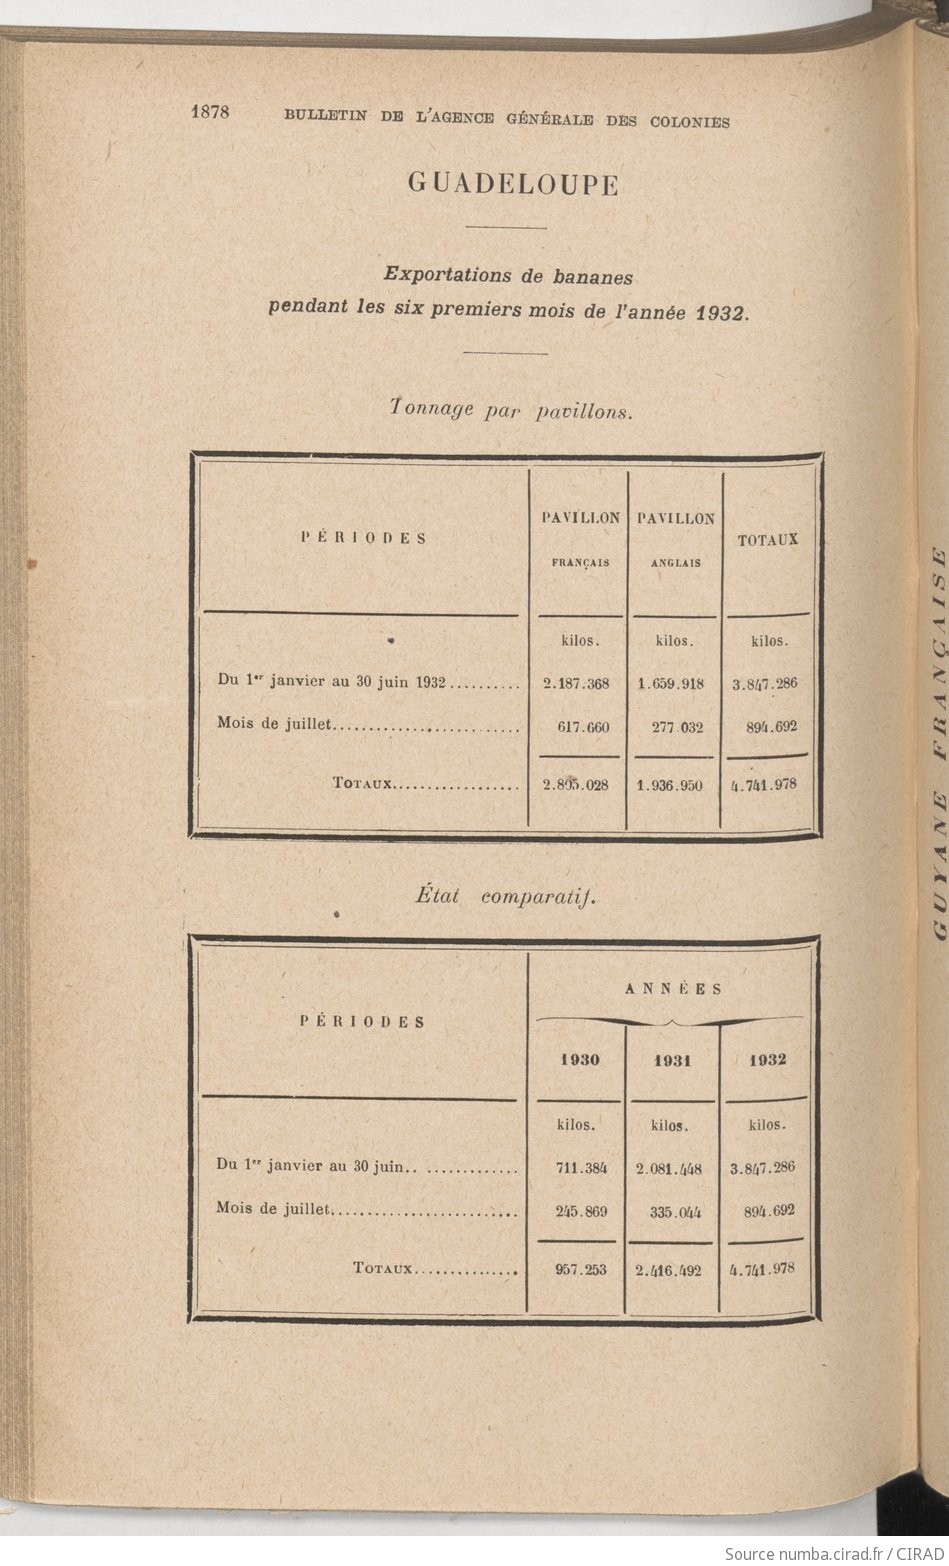 1878 BULLETIN DE L'AGENCE GÉNÉRALE DES COLONIES
GUADELOUPE
Exportations de bananes
pendant les six premiers mois de l'année 1932.
Tonnage par pavillons.
PÉRIODES
PAVILLON PAVILLON
TOTAUX
FRANÇAIS ANGLAIS
kilos. kilos. kilos.
Du 1er janvier au 30 juin 1932.......... 2.187.368 1.659.918 3.847.286
Mois de juillet.......................... 617.660 277 032 894.692
TOTAUX.................. 2.805.028 1.936.950 4.741.978
État comparatif.
ANNÉES
PÉRIODES
1930 1931 1932
kilos. kilos. kilos.
Du 1er janvier au 30 juin.. ............. 711.384 2.081.448 3.847.286
Mois de juillet.......................... 245.869 335.044 894.692
TOTAUX............... 957.253 2.416.492 4.741.978
GUYANE FRANÇAISE
Source numba.cirad.fr / CIRAD